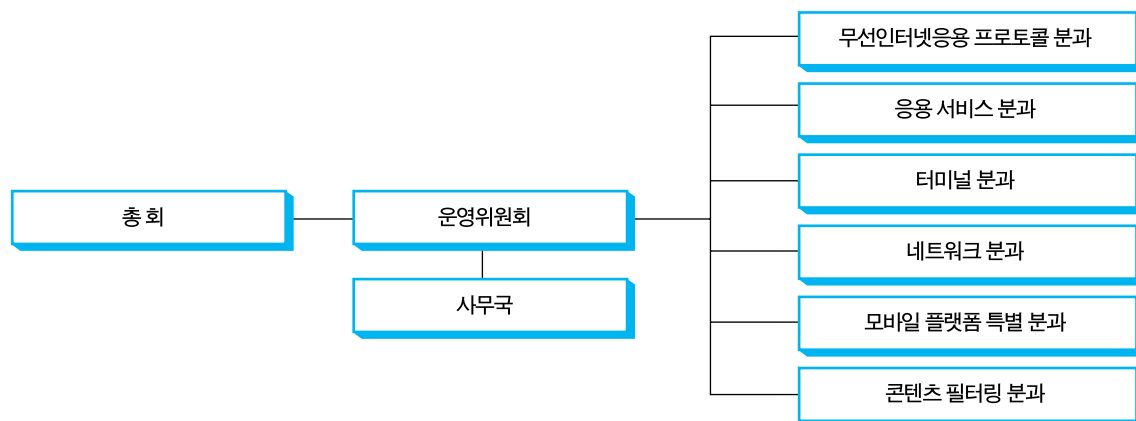 총 회
운영위원회
사무국
무선인터넷응용 프로토콜 분과
응용 서비스 분과
터미널 분과
네트워크 분과
모바일 플랫폼 특별 분과
콘텐츠 필터링 분과